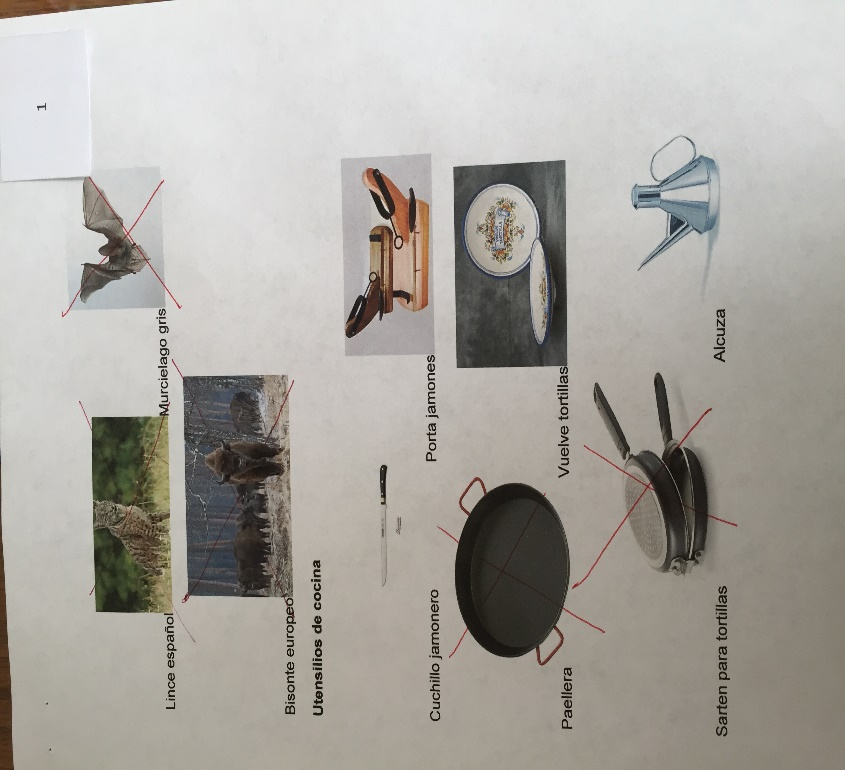 1
Lince español
Murcielago gris
Bisonte europeo
Utensilios de cocina
Cuchillo jamonero
Porta jamones
Paellera
Vuelve tortillas
Sarten para tortillas
Alcuza